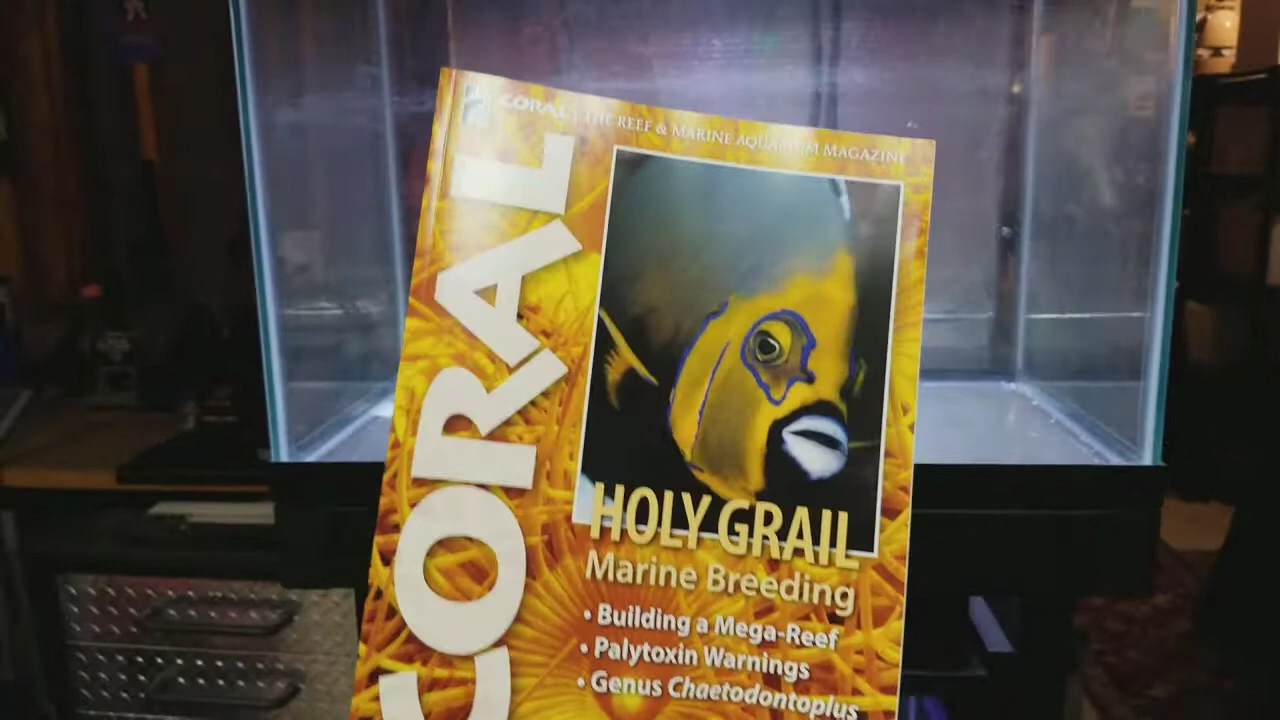 CORAL | THE REEF & MARINE AQUARIUM MAGAZINE
CORAL
HOLY GRAIL
Marine Breeding
• Building a Mega-Reef
• Palytoxin Warnings
• Genus Chaetodontoplus